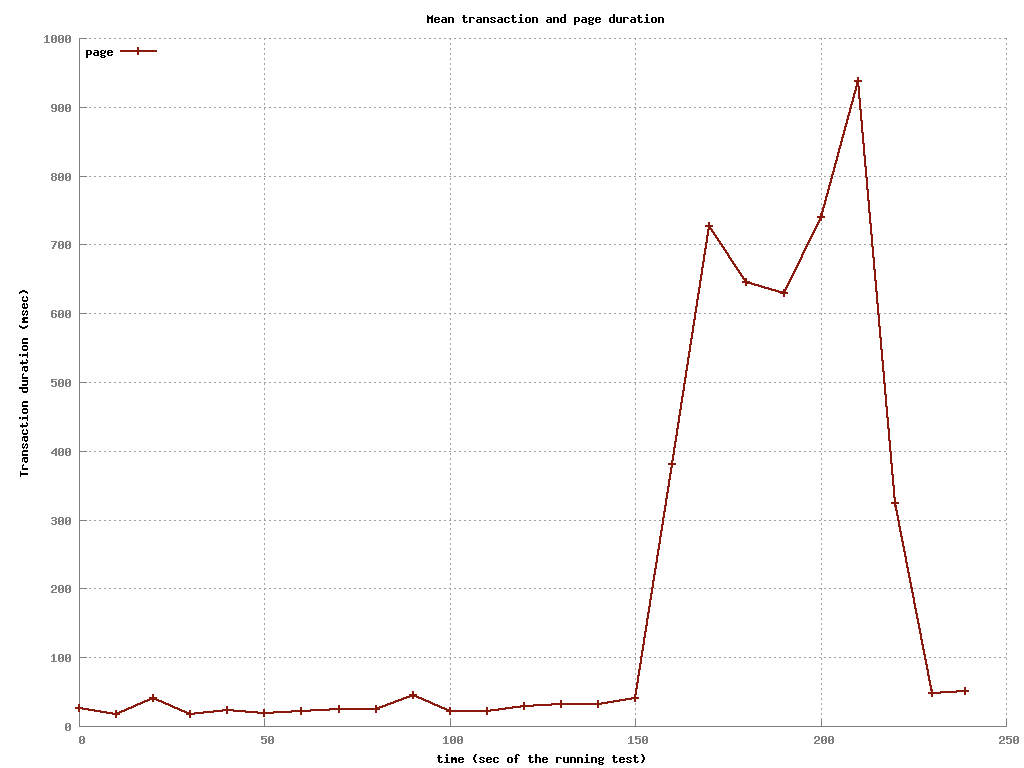 Mean transaction and page duration
1000
page
900
800
700
600
500
400
300
200
100
0
Transaction duration (msec)
0 50 100 150 200 250
time (sec of the running test)